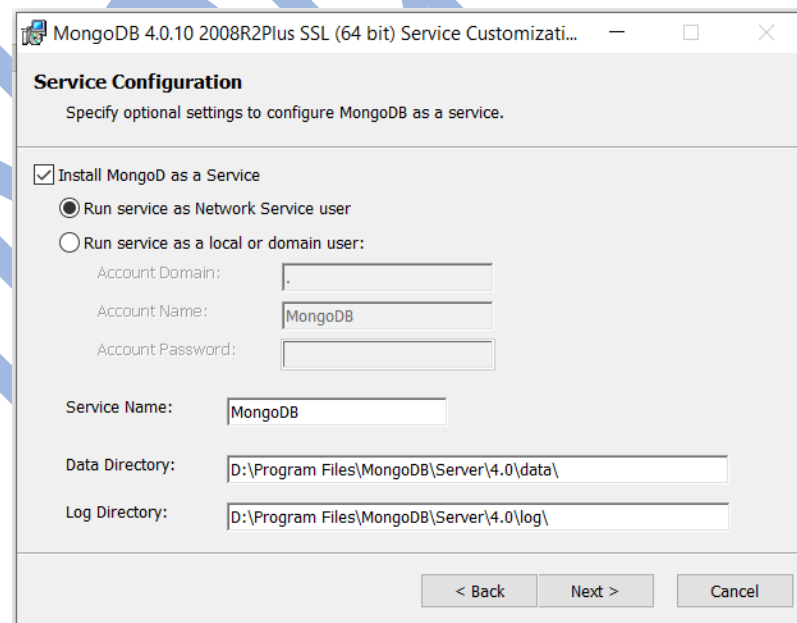 MongoDB 4.0.10 2008R2Plus SSL (64 bit) Service Customizati...
Service Configuration
Specify optional settings to configure MongoDB as a service.
Install MongoD as a Service
Run service as Network Service user
Run service as a local or domain user:
Account Domain: .
Account Name: MongoDB
Account Password:
Service Name: MongoDB
Data Directory: D:\Program Files\MongoDB\Server\4.0\data\
Log Directory: D:\Program Files\MongoDB\Server\4.0\log\
< Back Next > Cancel